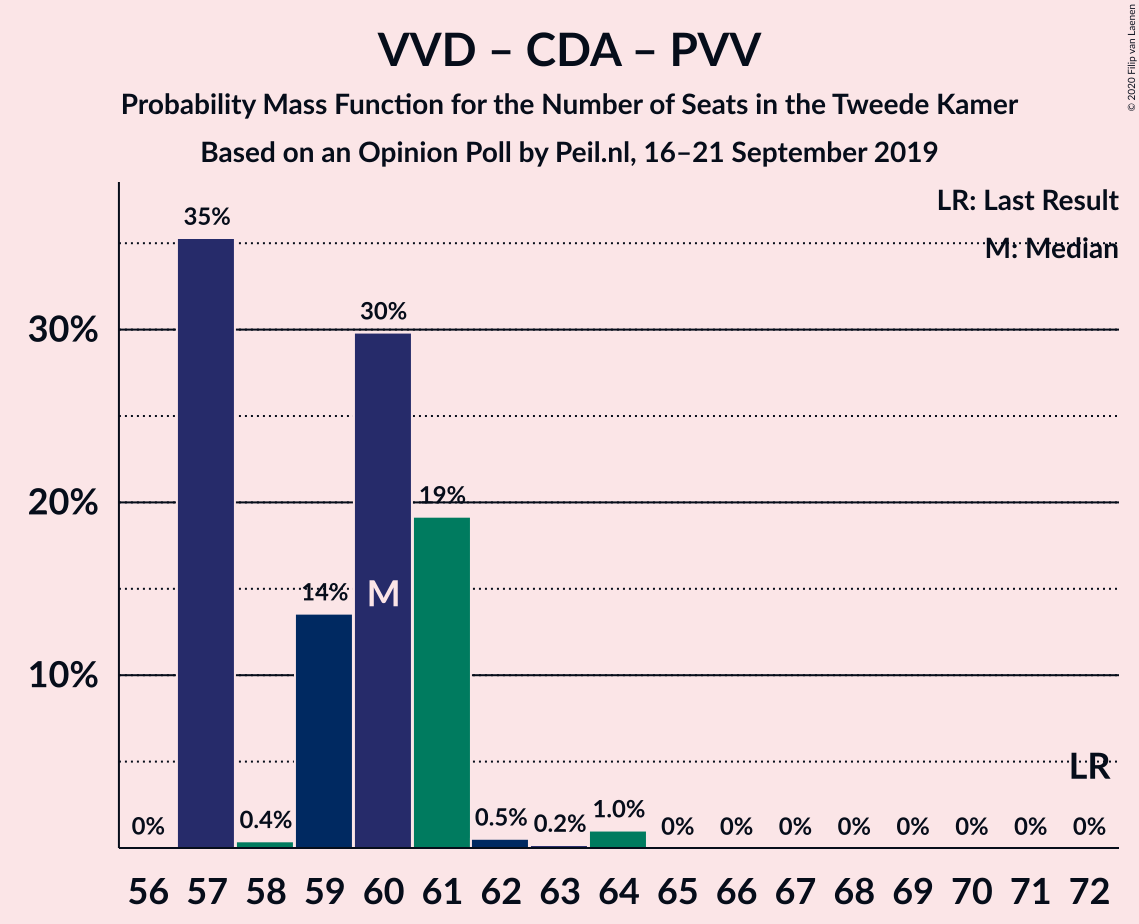 VVD – CDA – PVV
Probability Mass Function for the Number of Seats in the Tweede Kamer
Based on an Opinion Poll by Peil.nl, 16–21 September 2019
© 2020 Filip van Laenen
LR: Last Result
M: Median
35%
30%
30%
19%
20%
14%
M
10%
LR
0%
0.4%
0.5%
0.2%
1.0%
0%
0%
0%
0%
0%
0%
0%
0%
56 57 58 59 60 61 62 63 64 65 66 67 68 69 70 71 72